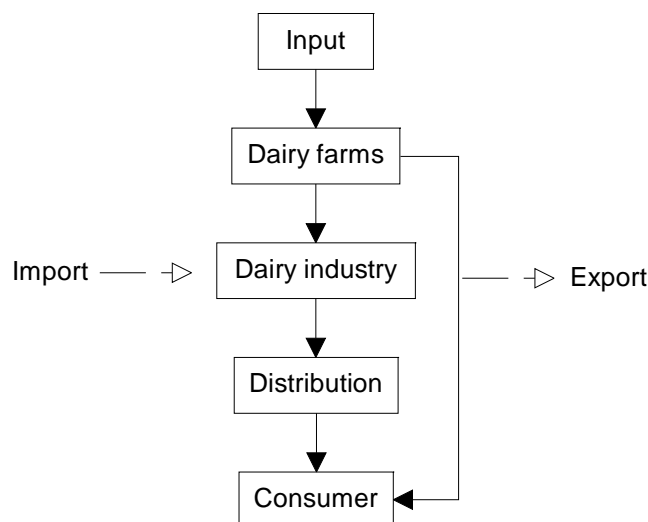 Input
Dairy farms
Import
Dairy industry
Export
Distribution
Consumer